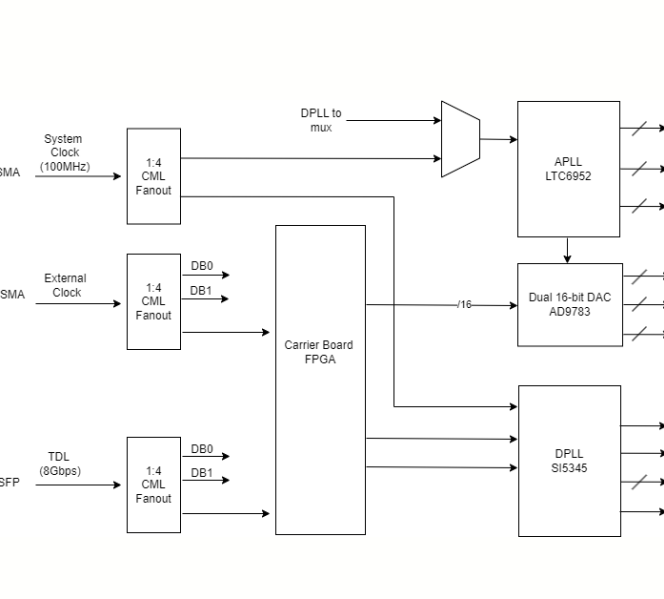 DPLL to
mux
System
Clock
(100MHz)
SMA
1:4
CML
Fanout
APLL
LTC6952
External
Clock
SMA
1:4
CML
Fanout
DB0
DB1
Dual 16-bit DAC
AD9783
/16
Carrier Board
FPGA
TDL
(8Gbps)
SFP
1:4
CML
Fanout
DB0
DB1
DPLL
SI5345